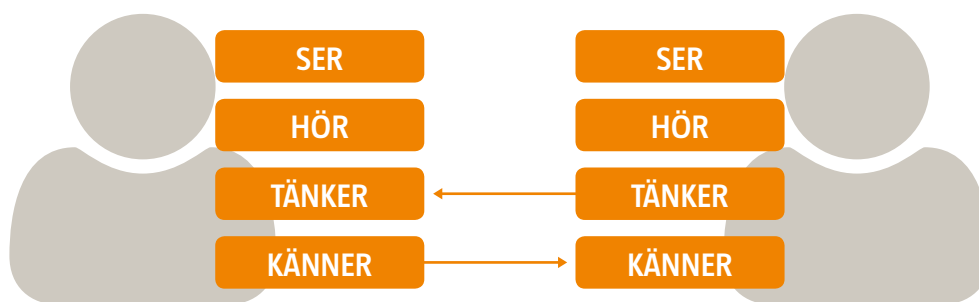 SER
HÖR
TÄNKER
KÄNNER
SER
HÖR
TÄNKER
KÄNNER